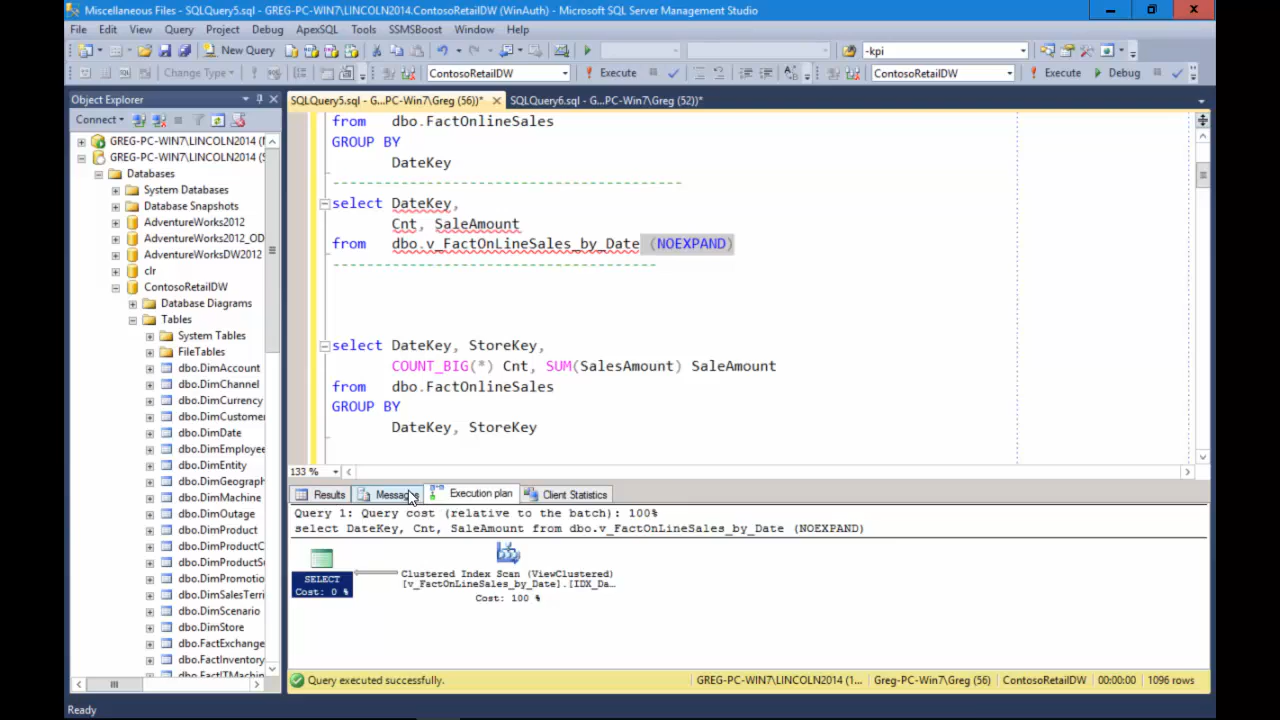 Miscellaneous Files - SQLQuery5.sql - GREG-PC-WIN7\LINCOLN2014.ContosoRetailDW (WinAuth) - Microsoft SQL Server Management Studio
File Edit View Query Project Debug ApexSQL Tools SSMSBoost Window Help
New Query -kpi
Change Type ContosoRetailDW Execute ContosoRetailDW Execute Debug
Object Explorer
SQLQuery5.sql - G...PC-Win7\Greg (56))* SQLQuery6.sql - G...PC-Win7\Greg (52))*
Connect
GREG-PC-WIN7\LINCOLN2014 (
GREG-PC-WIN7\LINCOLN2014 (S
Databases
System Databases
Database Snapshots
AdventureWorks2012
AdventureWorks2012_OD
AdventureWorksDW2012
clr
ContosoRetailDW
Database Diagrams
Tables
System Tables
FileTables
dbo.DimAccount
dbo.DimChannel
dbo.DimCurrency
dbo.DimCustome
dbo.DimDate
dbo.DimEmployee
dbo.DimEntity
dbo.DimGeograph
dbo.DimMachine
dbo.DimOutage
dbo.DimProduct
dbo.DimProductC
dbo.DimProductS
dbo.DimPromotio
dbo.DimSalesTerri
dbo.DimScenario
dbo.DimStore
dbo.FactExchange
dbo.FactInventory
dbo.FactITMachin
from dbo.FactOnlineSales
GROUP BY
DateKey
-----------------------------------------
select DateKey,
Cnt, SaleAmount
from dbo.v_FactOnLineSales_by_Date (NOEXPAND)
--------------------------------------
select DateKey, StoreKey,
COUNT_BIG(*) Cnt, SUM(SalesAmount) SaleAmount
from dbo.FactOnlineSales
GROUP BY
DateKey, StoreKey
133 %
Results Messages Execution plan Client Statistics
Query 1: Query cost (relative to the batch): 100%
select DateKey, Cnt, SaleAmount from dbo.v_FactOnLineSales_by_Date (NOEXPAND)
SELECT
Cost: 0 %
Clustered Index Scan (ViewClustered)
[v_FactOnLineSales_by_Date].[IDX_Da…
Cost: 100 %
Query executed successfully. GREG-PC-WIN7\LINCOLN2014 (1... Greg-PC-Win7\Greg (56) ContosoRetailDW 00:00:00 1096 rows
Ready